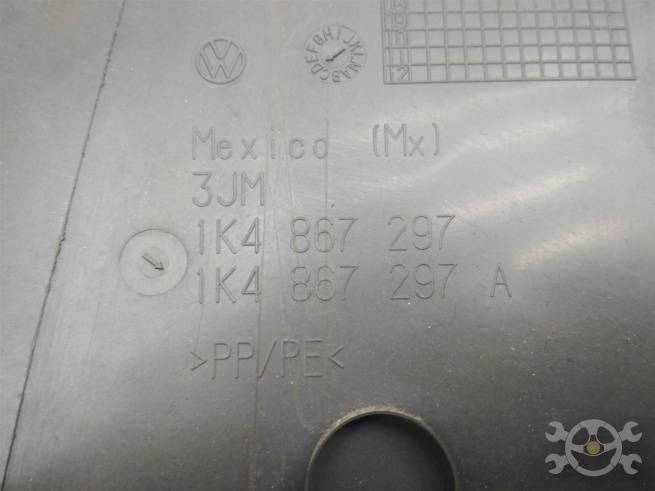 Mexico (Mx)
3JM
1K4 867 297
1K4 867 297 A
>PP/PE<